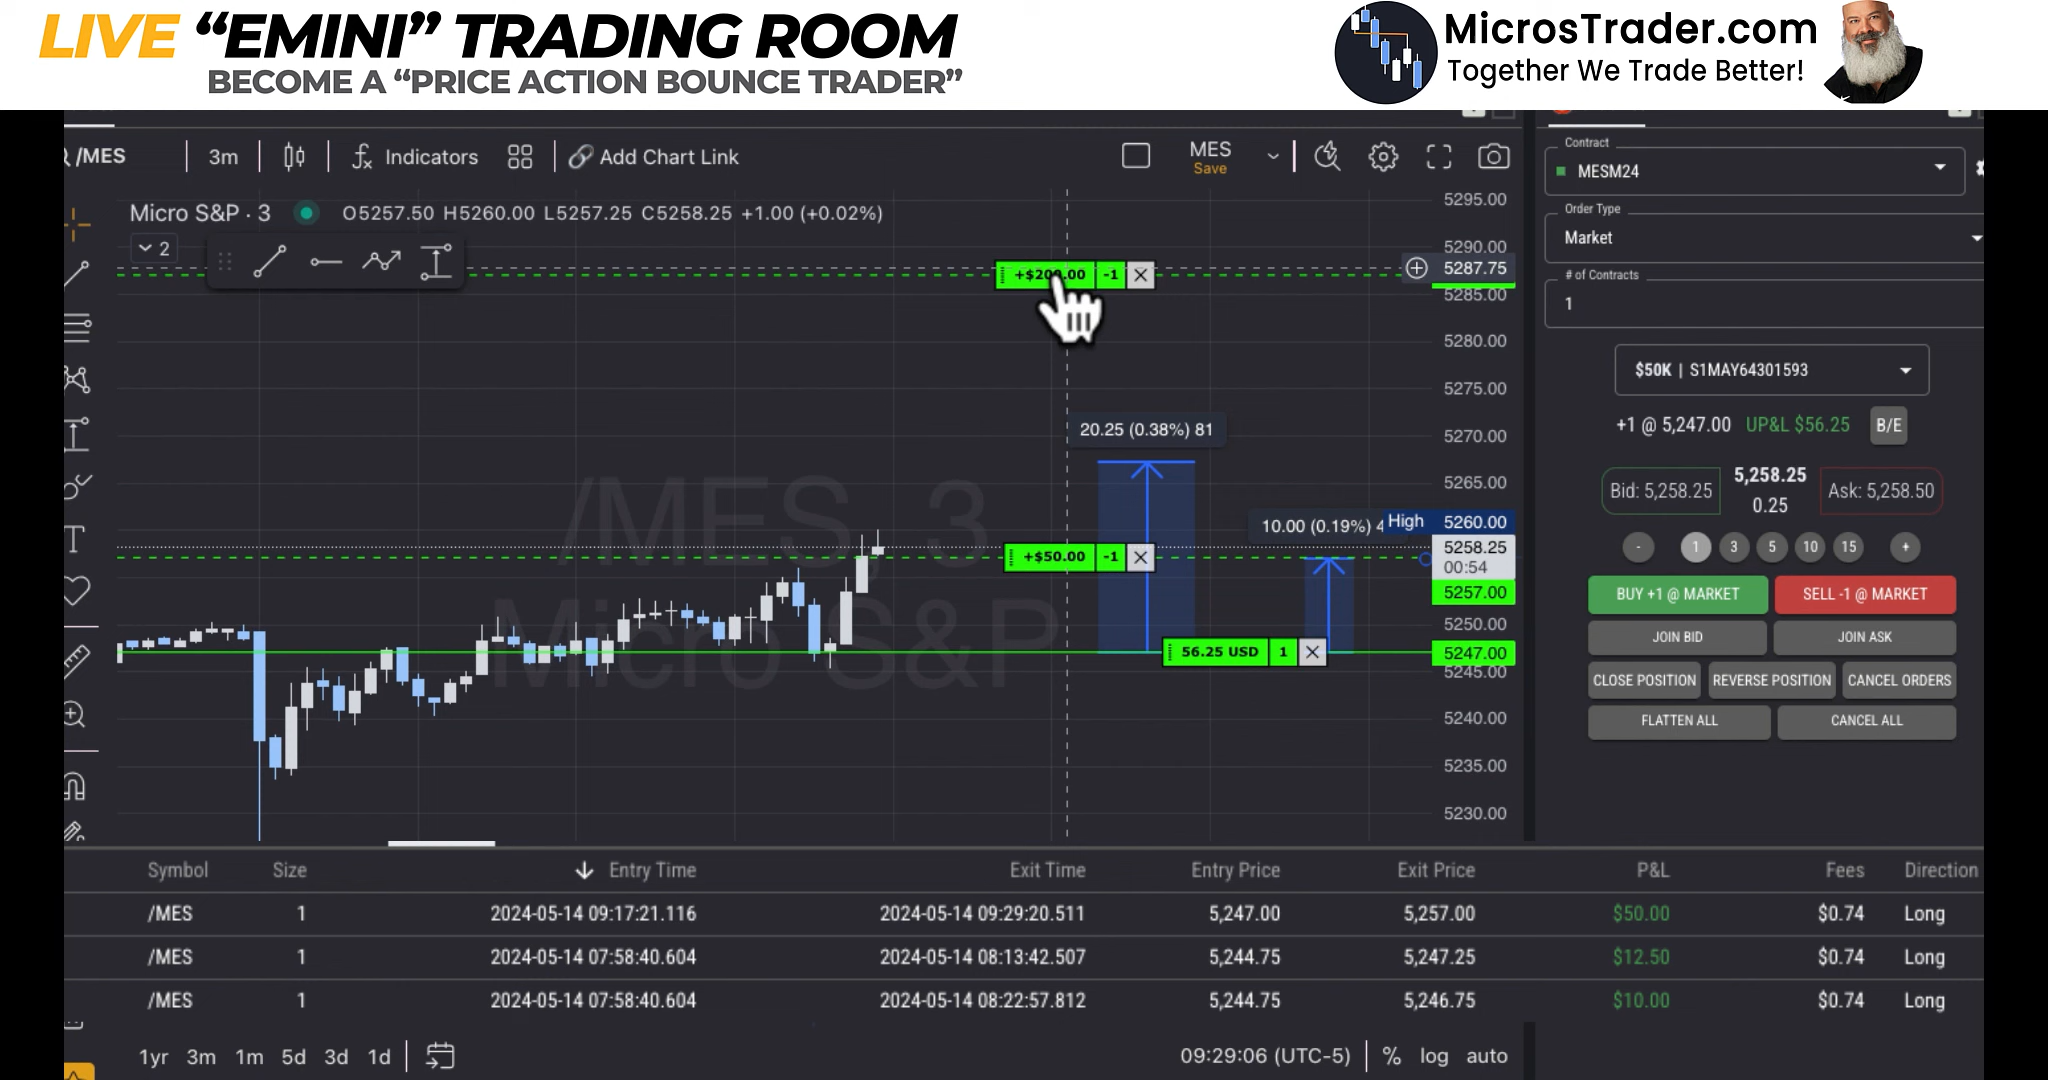 LIVE “EMINI” TRADING ROOM
BECOME A “PRICE ACTION BOUNCE TRADER”
MicrosTrader.com
Together We Trade Better!
/MES
3m
Indicators
Add Chart Link
MES
Save
Micro S&P · 3
O5257.50 H5260.00 L5257.25 C5258.25 +1.00 (+0.02%)
2
/MES, 3
Micro S&P
+$200.00 -1
20.25 (0.38%) 81
10.00 (0.19%) 4
High
+$50.00 -1
56.25 USD 1
5295.00
5290.00
5287.75
5285.00
5280.00
5275.00
5270.00
5265.00
5260.00
5258.25
00:54
5257.00
5250.00
5247.00
5245.00
5240.00
5235.00
5230.00
Contract
MESM24
Order Type
Market
# of Contracts
1
$50K | S1MAY64301593
+1 @ 5,247.00 UP&L $56.25 B/E
Bid: 5,258.25
5,258.25
0.25
Ask: 5,258.50
- 1 3 5 10 15 +
BUY +1 @ MARKET SELL -1 @ MARKET
JOIN BID JOIN ASK
CLOSE POSITION REVERSE POSITION CANCEL ORDERS
FLATTEN ALL CANCEL ALL
Symbol Size Entry Time Exit Time Entry Price Exit Price P&L Fees Direction
/MES 1 2024-05-14 09:17:21.116 2024-05-14 09:29:20.511 5,247.00 5,257.00 $50.00 $0.74 Long
/MES 1 2024-05-14 07:58:40.604 2024-05-14 08:13:42.507 5,244.75 5,247.25 $12.50 $0.74 Long
/MES 1 2024-05-14 07:58:40.604 2024-05-14 08:22:57.812 5,244.75 5,246.75 $10.00 $0.74 Long
1yr 3m 1m 5d 3d 1d
09:29:06 (UTC-5) % log auto